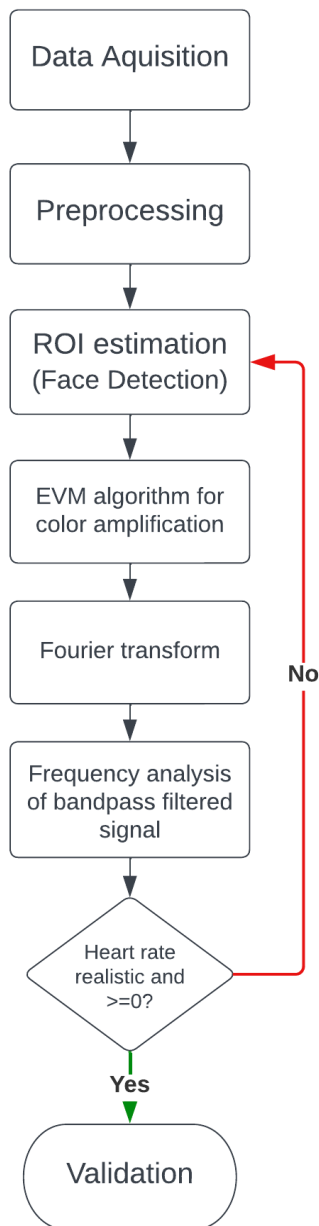 Data Aquisition
Preprocessing
ROI estimation
(Face Detection)
EVM algorithm for
color amplification
Fourier transform
No
Frequency analysis
of bandpass filtered
signal
Heart rate
realistic and
>=0?
Yes
Validation